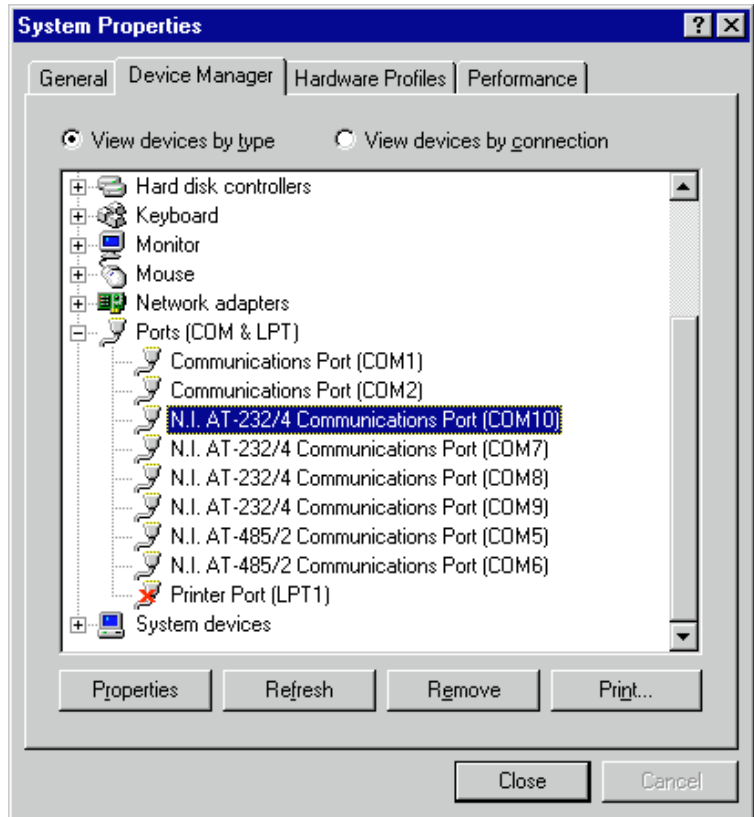 System Properties
General Device Manager Hardware Profiles Performance
View devices by type View devices by connection
Hard disk controllers
Keyboard
Monitor
Mouse
Network adapters
Ports (COM & LPT)
Communications Port (COM1)
Communications Port (COM2)
N.I. AT-232/4 Communications Port (COM10)
N.I. AT-232/4 Communications Port (COM7)
N.I. AT-232/4 Communications Port (COM8)
N.I. AT-232/4 Communications Port (COM9)
N.I. AT-485/2 Communications Port (COM5)
N.I. AT-485/2 Communications Port (COM6)
Printer Port (LPT1)
System devices
Properties Refresh Remove Print...
Close Cancel